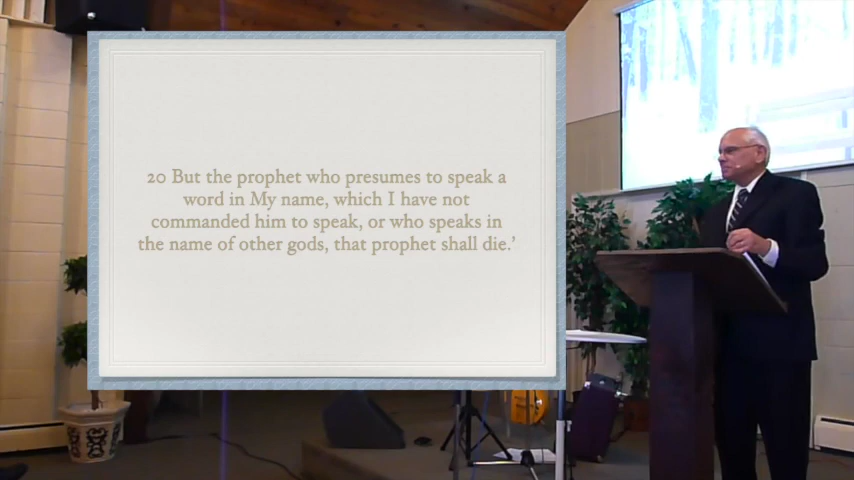 20 But the prophet who presumes to speak a
word in My name, which I have not
commanded him to speak, or who speaks in
the name of other gods, that prophet shall die.’